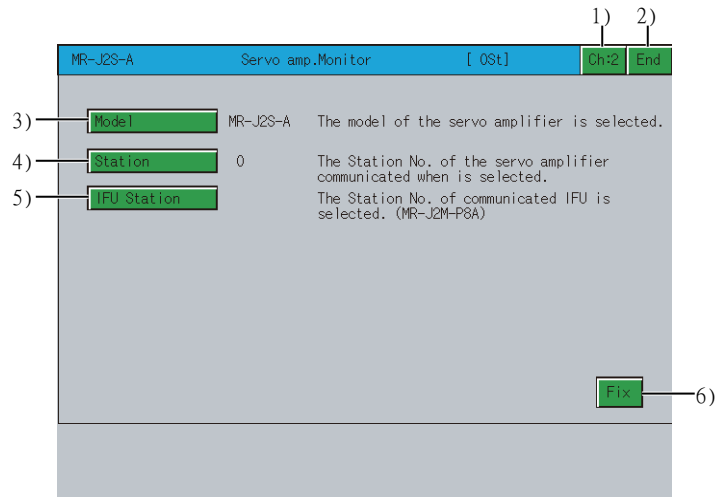 1) 2)
MR-J2S-A Servo amp.Monitor [ OSt] Ch:2 End
3) Model MR-J2S-A The model of the servo amplifier is selected.
4) Station 0 The Station No. of the servo amplifier
communicated when is selected.
5) IFU Station The Station No. of communicated IFU is
selected. (MR-J2M-P8A)
Fix 6)